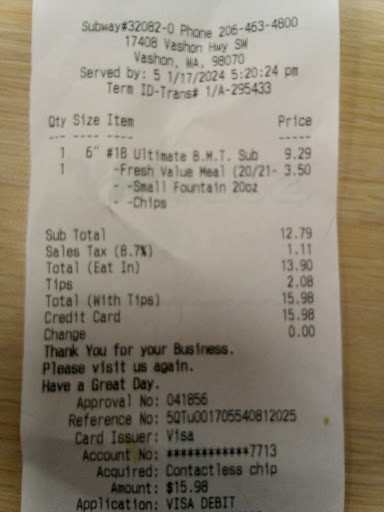 Subway#32082-0 Phone 206-463-4800
17408 Vashon Hwy SW
Vashon, WA, 98070
Served by: 5 1/17/2024 5:20:24 pm
Term ID-Trans# 1/A-295433
Qty Size Item Price
--- ---- ---- -----
1 6" #18 Ultimate B.M.T. Sub 9.29
1 -Fresh Value Meal (20/21- 3.50
- -Small Fountain 20oz
- -Chips
Sub Total 12.79
Sales Tax (8.7%) 1.11
Total (Eat In) 13.90
Tips 2.08
Total (With Tips) 15.98
Credit Card 15.98
Change 0.00
Thank You for your Business.
Please visit us again.
Have a Great Day.
Approval No: 041856
Reference No: 5QTu001705540812025
Card Issuer: Visa
Account No: ************7713
Acquired: Contactless chip
Amount: $15.98
Application: VISA DEBIT